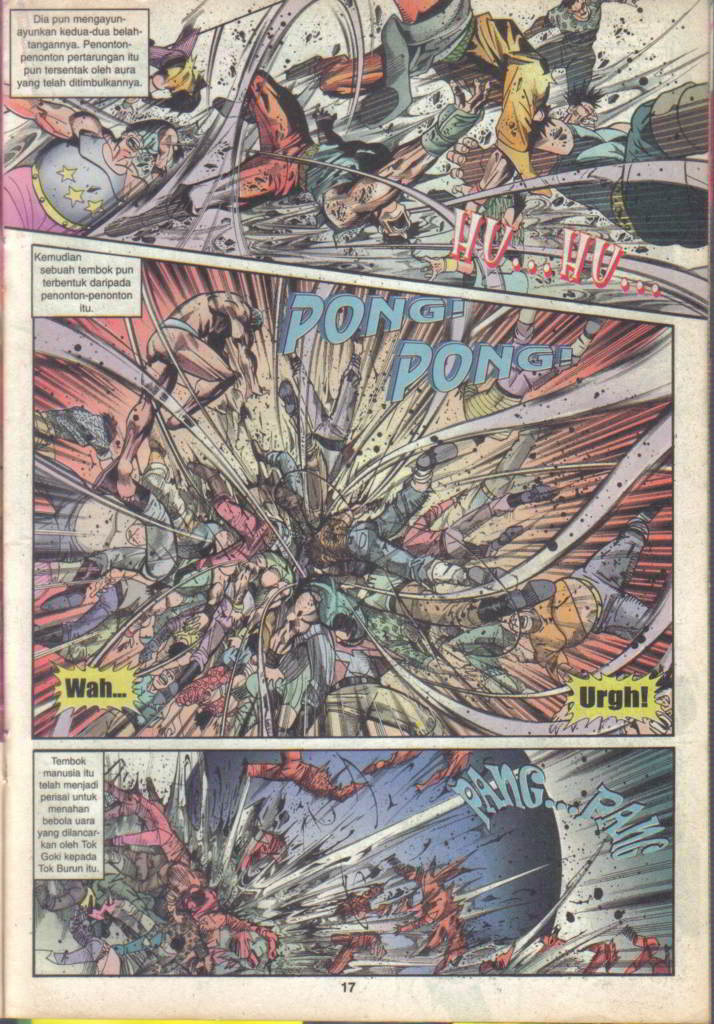 Dia pun mengayun-
ayunkan kedua-dua belah-
tangannya. Penonton-
penonton pertarungan itu
pun tersentak oleh aura
yang telah ditimbulkannya.
HU...HU...
Kemudian
sebuah tembok pun
terbentuk daripada
penonton-penonton
itu.
PONG!
PONG!
Wah...
Urgh!
Tembok
manusia itu
telah menjadi
perisai untuk
menahan
bebola uara
yang dilancar-
kan oleh Tok
Goki kepada
Tok Burun itu.
PANG...PANG
17